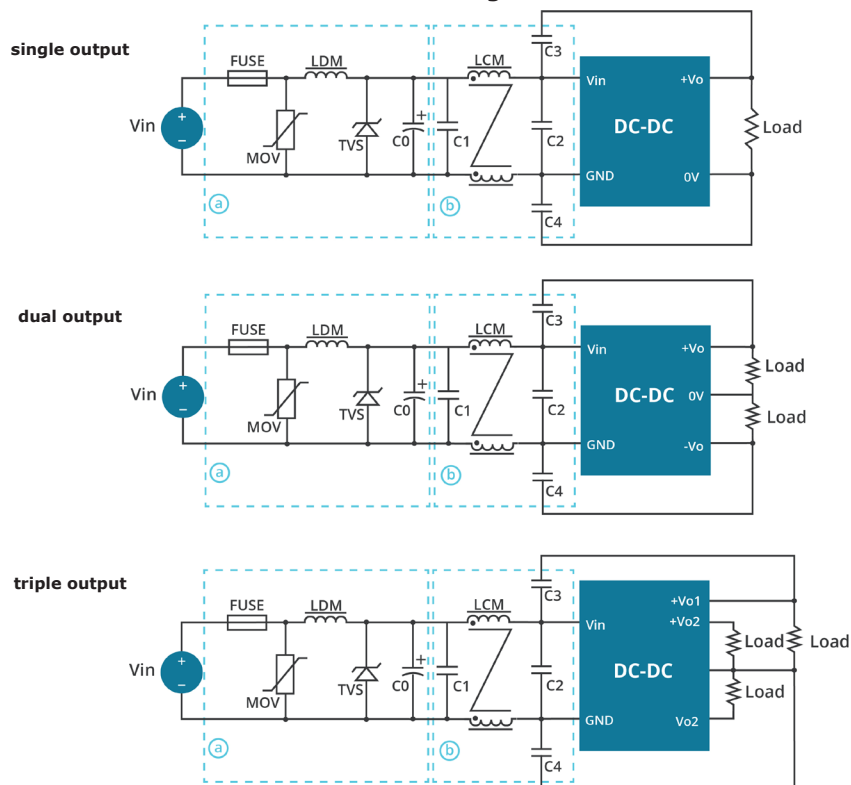 single output
FUSE
LDM
LCM
C3
Vin
+
−
MOV
TVS
+
C0
C1
C2
C4
Vin
+Vo
DC-DC
GND
0V
Load
a
b
dual output
FUSE
LDM
LCM
C3
Vin
+
−
MOV
TVS
+
C0
C1
C2
C4
Vin
+Vo
DC-DC
0V
GND
-Vo
Load
Load
a
b
triple output
FUSE
LDM
LCM
C3
Vin
+
−
MOV
TVS
+
C0
C1
C2
C4
+Vo1
+Vo2
Vin
DC-DC
GND
Vo2
Load
Load
Load
a
b